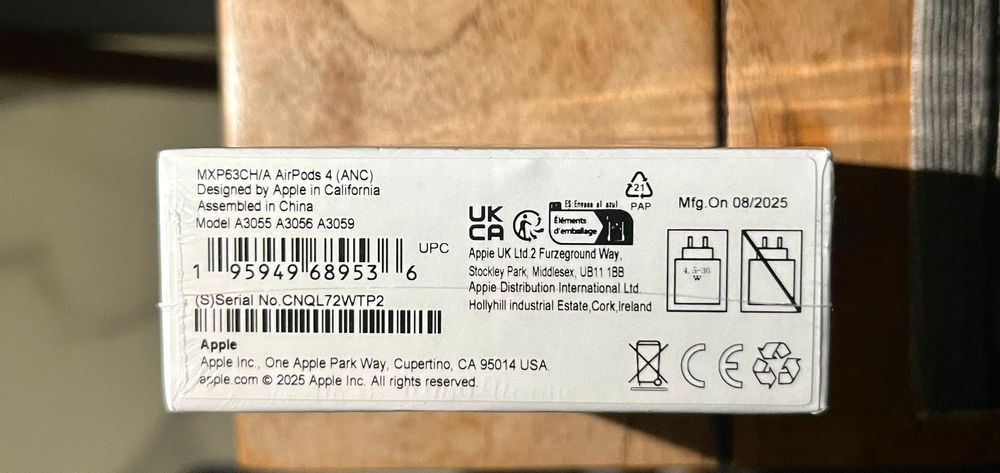 MXP63CH/A AirPods 4 (ANC)
Designed by Apple in California
Assembled in China
Model A3055 A3056 A3059
UPC
1 95949 68953 6
(S)Serial No.CNQL72WTP2
Apple
Apple Inc., One Apple Park Way, Cupertino, CA 95014 USA.
apple.com © 2025 Apple Inc. All rights reserved.
UK
CA
ES: Envase al azul
Éléments
d'emballage
21
PAP
Appie UK Ltd.2 Furzeground Way,
Stockley Park, Middlesex, UB11 1BB
Appie Distribution International Ltd.
Hollyhill industrial Estate,Cork,Ireland
Mfg.On 08/2025
4.5-30
W
CE